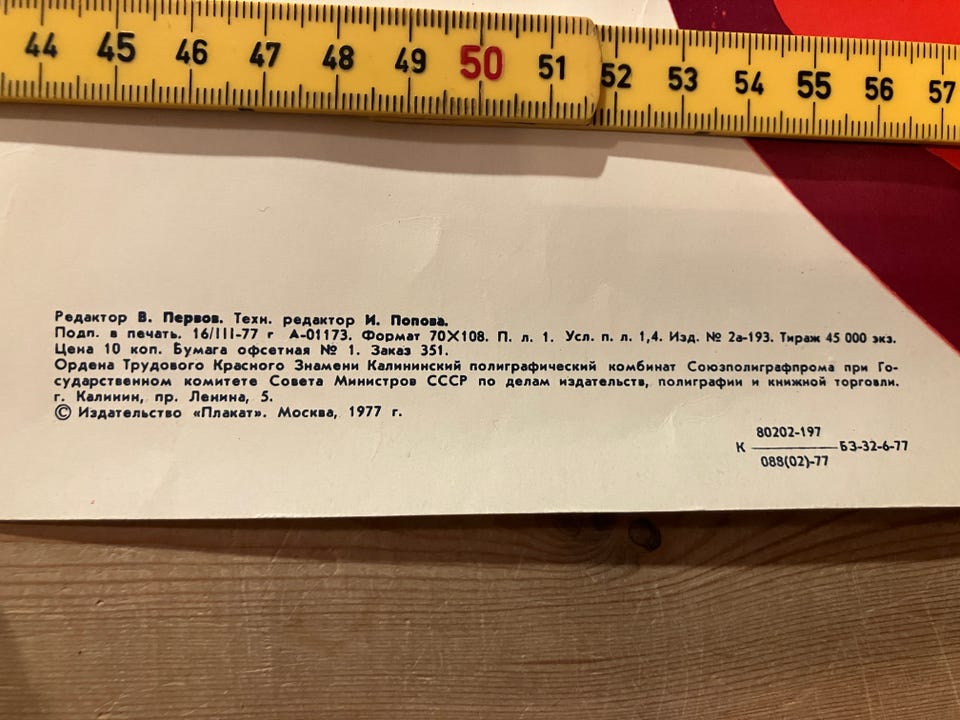 44 45 46 47 48 49 50 51 52 53 54 55 56 57
Редактор В. Первов. Техн. редактор И. Попова.
Подп. в печать. 16/III-77 г А-01173. Формат 70×108. П. л. 1. Усл. п. л. 1,4. Изд. № 2а-193. Тираж 45 000 экз.
Цена 10 коп. Бумага офсетная № 1. Заказ 351.
Ордена Трудового Красного Знамени Калининский полиграфический комбинат Союзполиграфпрома при Го-
сударственном комитете Совета Министров СССР по делам издательств, полиграфии и книжной торговли.
г. Калинин, пр. Ленина, 5.
© Издательство «Плакат». Москва, 1977 г.
80202-197
К БЗ-32-6-77
088(02)-77